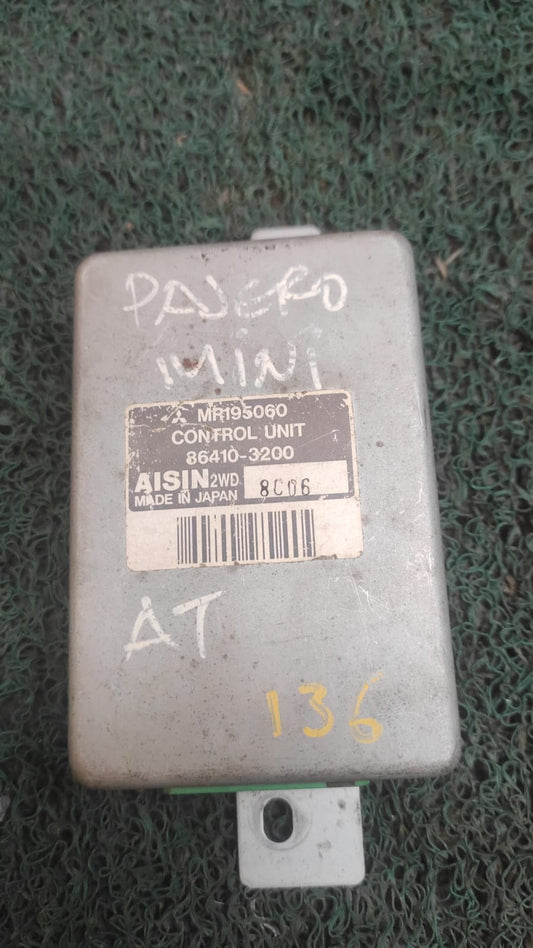 PAJERO
MINI
MR195060
CONTROL UNIT
86410-3200
AISIN 2WD 8C06
MADE IN JAPAN
AT
136